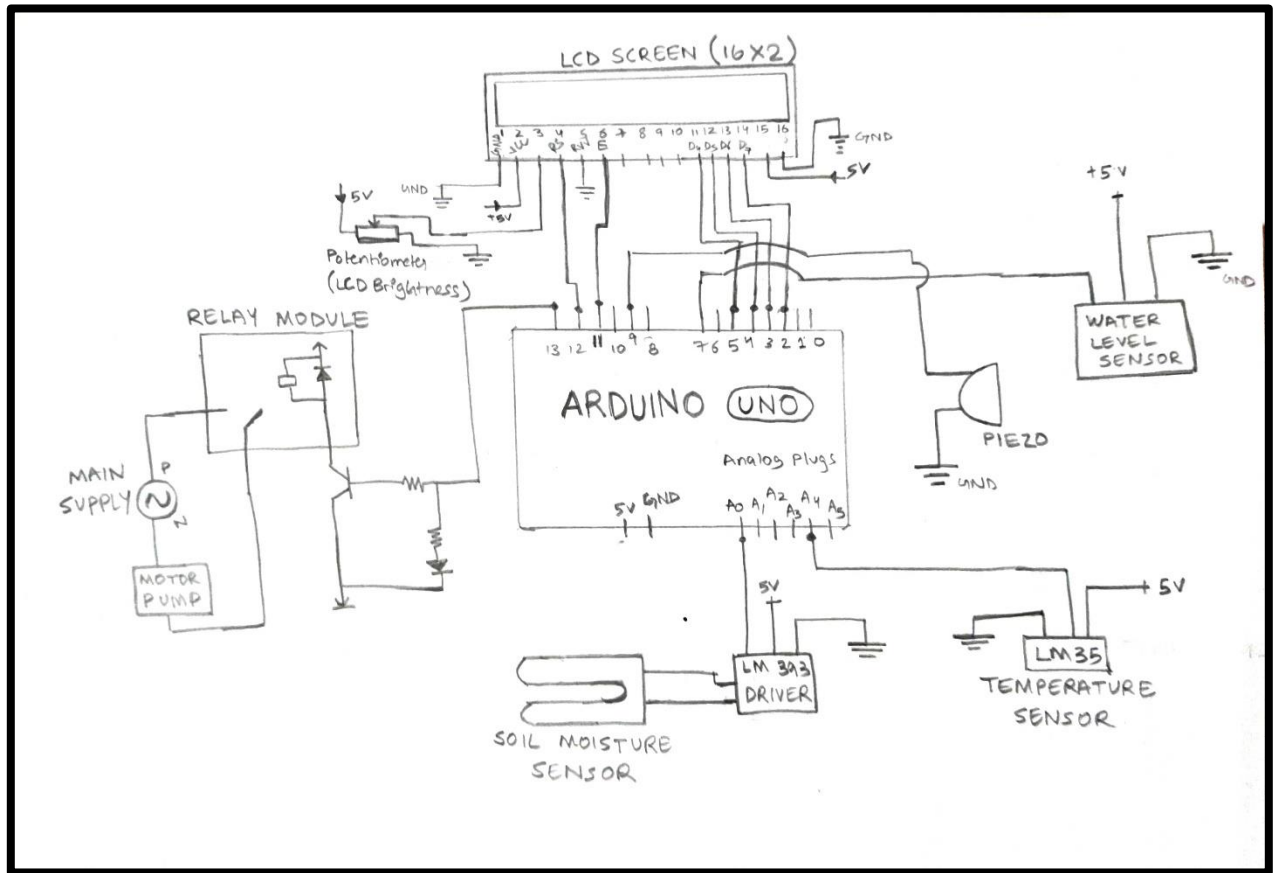 LCD SCREEN (16X2)
1 2 3 4 5 6 7 8 9 10 11 12 13 14 15 16
GND VCC RS R/W E D4 D5 D6 D7
GND
5V
GND
+5V
5V
Potentiometer
(LCD Brightness)
+5V
GND
WATER
LEVEL
SENSOR
RELAY MODULE
13 12 11 10 9 8 7 6 5 4 3 2 1 0
ARDUINO UNO
Analog Plugs
5V GND A0 A1 A2 A3 A4 A5
PIEZO
GND
MAIN
SUPPLY
P
N
MOTOR
PUMP
5V
LM 393
DRIVER
SOIL MOISTURE
SENSOR
5V
LM35
TEMPERATURE
SENSOR